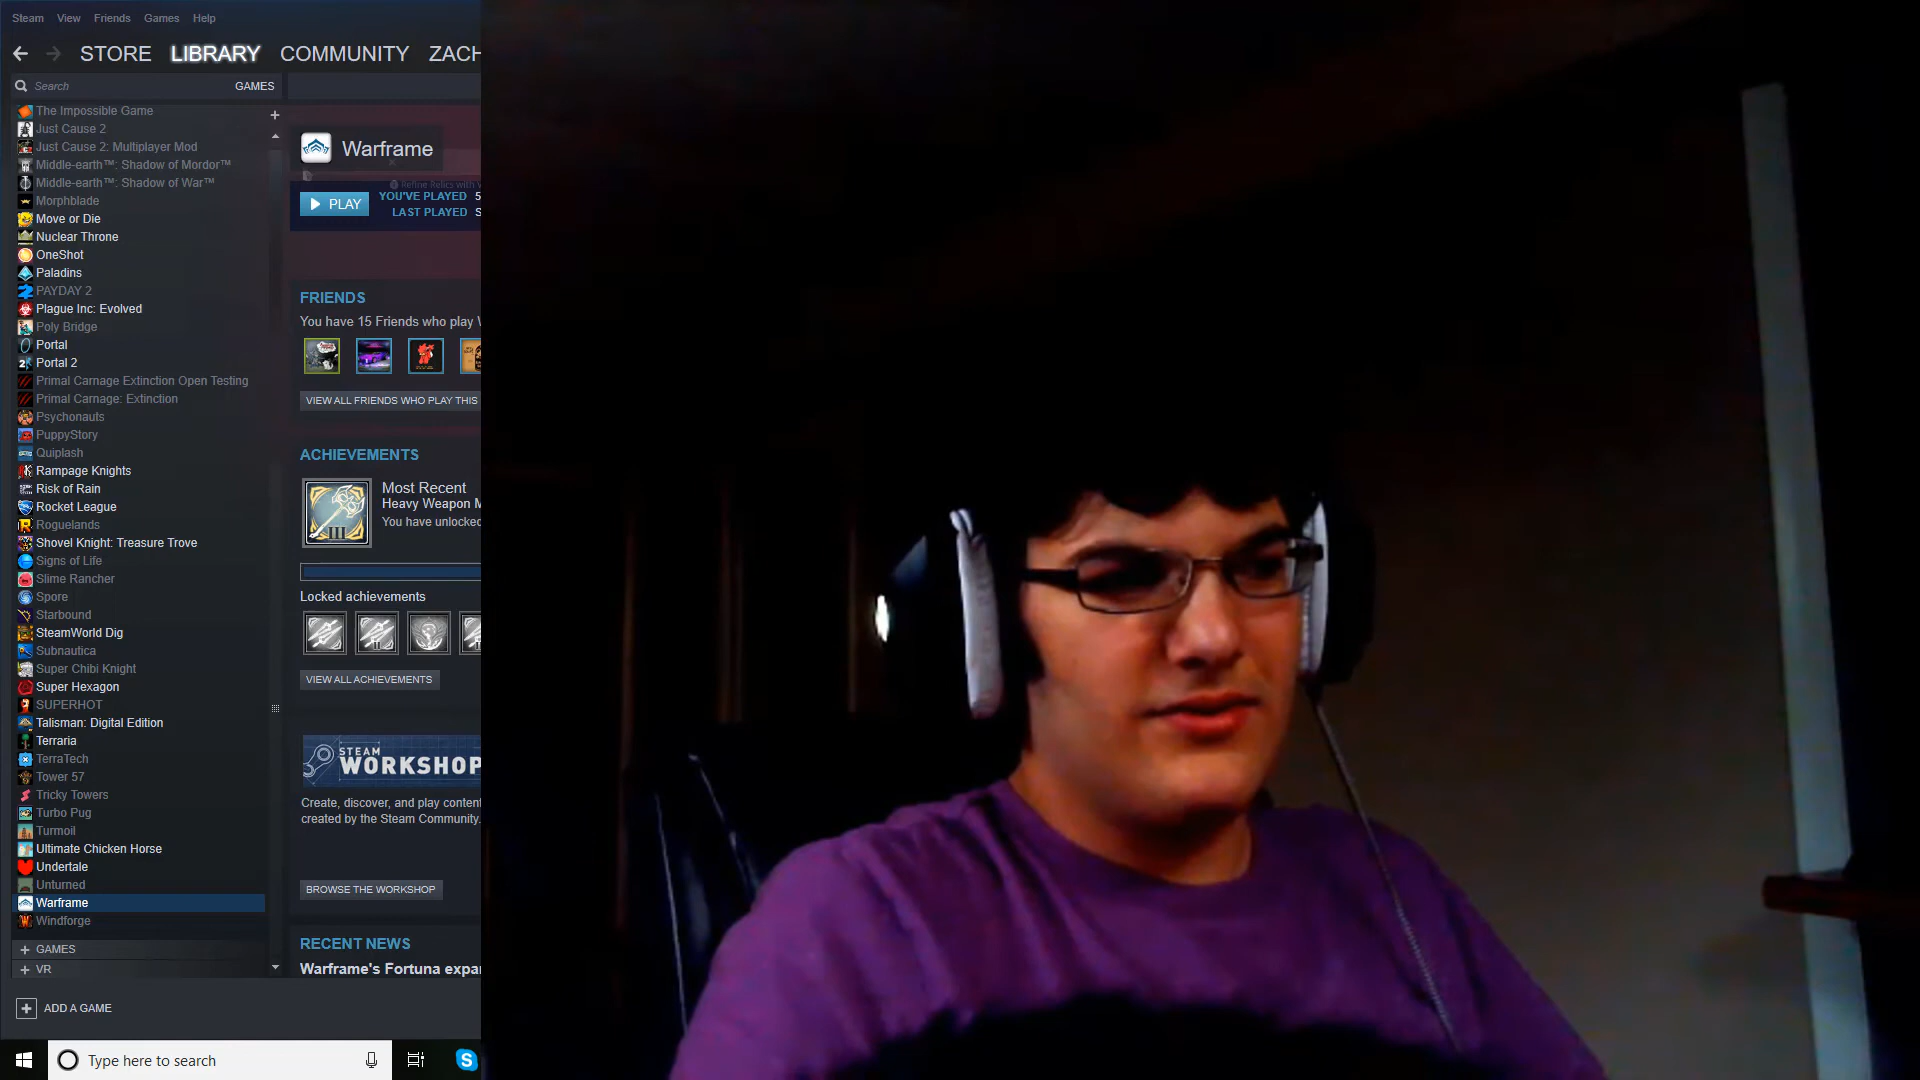 Steam View Friends Games Help
STORE LIBRARY COMMUNITY ZACH
Search GAMES
The Impossible Game
Just Cause 2
Just Cause 2: Multiplayer Mod
Middle-earth™: Shadow of Mordor™
Middle-earth™: Shadow of War™
Morphblade
Move or Die
Nuclear Throne
OneShot
Paladins
PAYDAY 2
Plague Inc: Evolved
Poly Bridge
Portal
Portal 2
Primal Carnage Extinction Open Testing
Primal Carnage: Extinction
Psychonauts
PuppyStory
Quiplash
Rampage Knights
Risk of Rain
Rocket League
Roguelands
Shovel Knight: Treasure Trove
Signs of Life
Slime Rancher
Spore
Starbound
SteamWorld Dig
Subnautica
Super Chibi Knight
Super Hexagon
SUPERHOT
Talisman: Digital Edition
Terraria
TerraTech
Tower 57
Tricky Towers
Turbo Pug
Turmoil
Ultimate Chicken Horse
Undertale
Unturned
Warframe
Windforge
GAMES
VR
ADD A GAME
Warframe
Refine Relics with
PLAY
YOU'VE PLAYED 5
LAST PLAYED S
FRIENDS
You have 15 Friends who play
VIEW ALL FRIENDS WHO PLAY THIS
ACHIEVEMENTS
Most Recent
Heavy Weapon M
You have unlocked
III
Locked achievements
VIEW ALL ACHIEVEMENTS
STEAM
WORKSHOP
Create, discover, and play content
created by the Steam Community.
BROWSE THE WORKSHOP
RECENT NEWS
Warframe's Fortuna expa
Type here to search